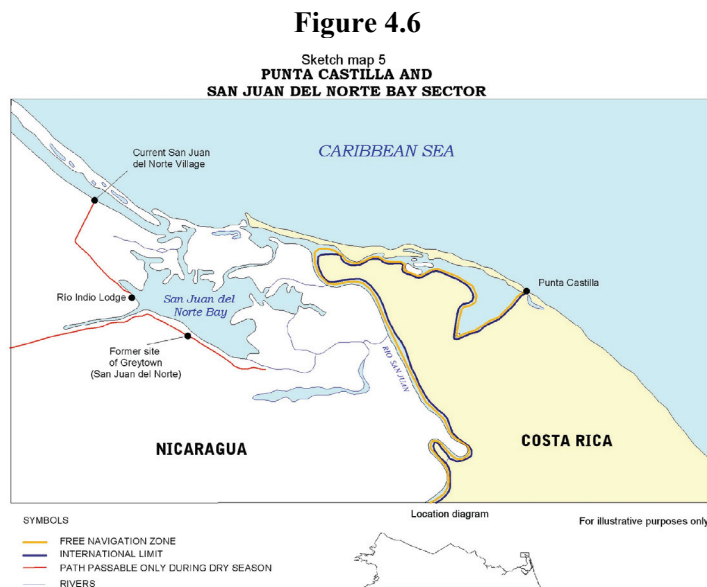 Figure 4.6
Sketch map 5
PUNTA CASTILLA AND
SAN JUAN DEL NORTE BAY SECTOR
CARIBBEAN SEA
Current San Juan
del Norte Village
Punta Castilla
Río Indio Lodge
San Juan del
Norte Bay
Former site
of Greytown
(San Juan del Norte)
RIO SAN JUAN
NICARAGUA
COSTA RICA
Location diagram
For illustrative purposes only
SYMBOLS
FREE NAVIGATION ZONE
INTERNATIONAL LIMIT
PATH PASSABLE ONLY DURING DRY SEASON
RIVERS